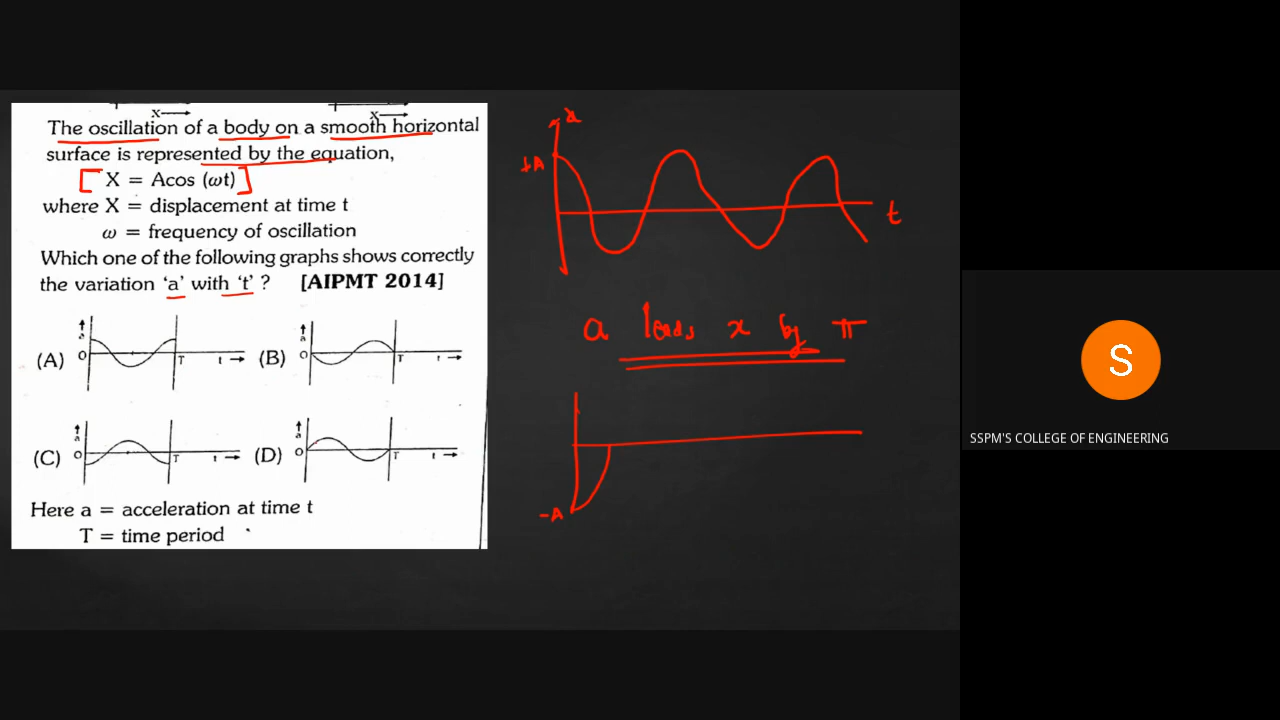 X
X
The oscillation of a body on a smooth horizontal
surface is represented by the equation,
X = Acos (ωt)
where X = displacement at time t
ω = frequency of oscillation
Which one of the following graphs shows correctly
the variation 'a' with 't' ? [AIPMT 2014]
(A) a O T t
(B) a O T t
(C) a O T t
(D) a O T t
Here a = acceleration at time t
T = time period
x
+A
t
a leads x by π
-A
S
SSPM'S COLLEGE OF ENGINEERING